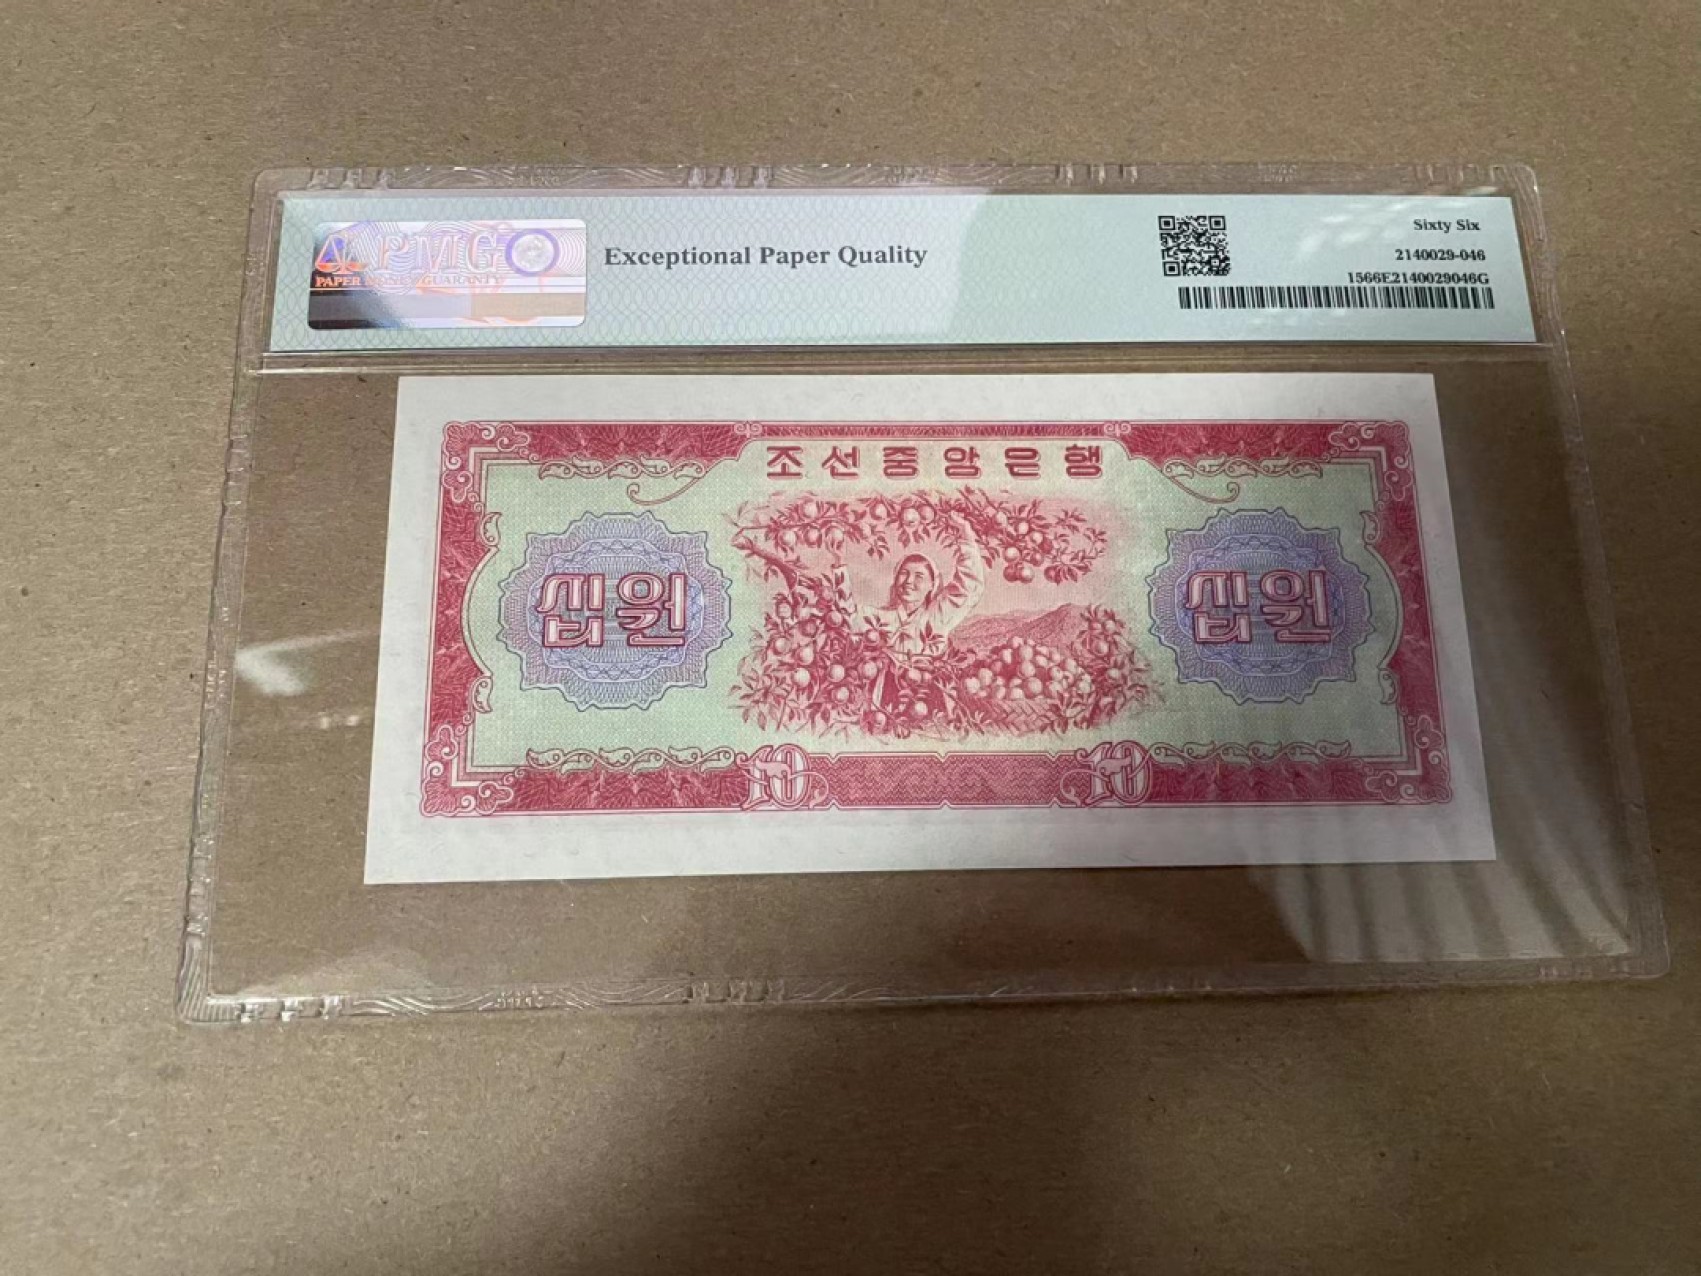 PMG
PAPER MONEY GUARANTY
Exceptional Paper Quality
Sixty Six
2140029-046
1566E2140029046G
조선중앙은행
십원
십원
10
10